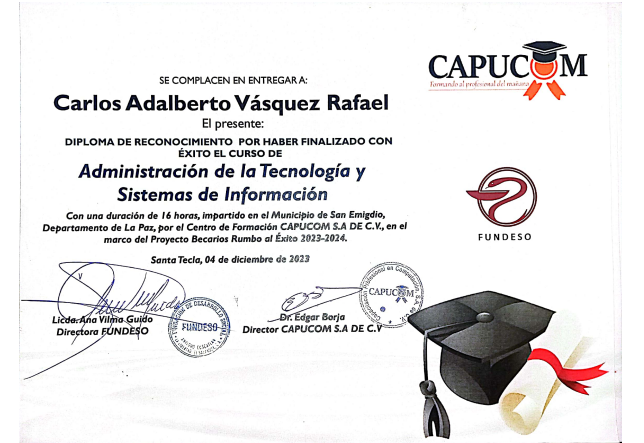 SE COMPLACEN EN ENTREGAR A:
Carlos Adalberto Vásquez Rafael
El presente:
DIPLOMA DE RECONOCIMIENTO POR HABER FINALIZADO CON
ÉXITO EL CURSO DE
Administración de la Tecnología y
Sistemas de Información
Con una duración de 16 horas, impartido en el Municipio de San Emigdio,
Departamento de La Paz, por el Centro de Formación CAPUCOM S.A DE C.V., en el
marco del Proyecto Becarios Rumbo al Éxito 2023-2024.
Santa Tecla, 04 de diciembre de 2023
Licda. Ana Vilma Guido
Directora FUNDESO
FUNDESO
Dr. Edgar Borja
Director CAPUCOM S.A DE C.V
CAPUCOM
CAPUCOM
Formando al profesional del mañana
FUNDESO